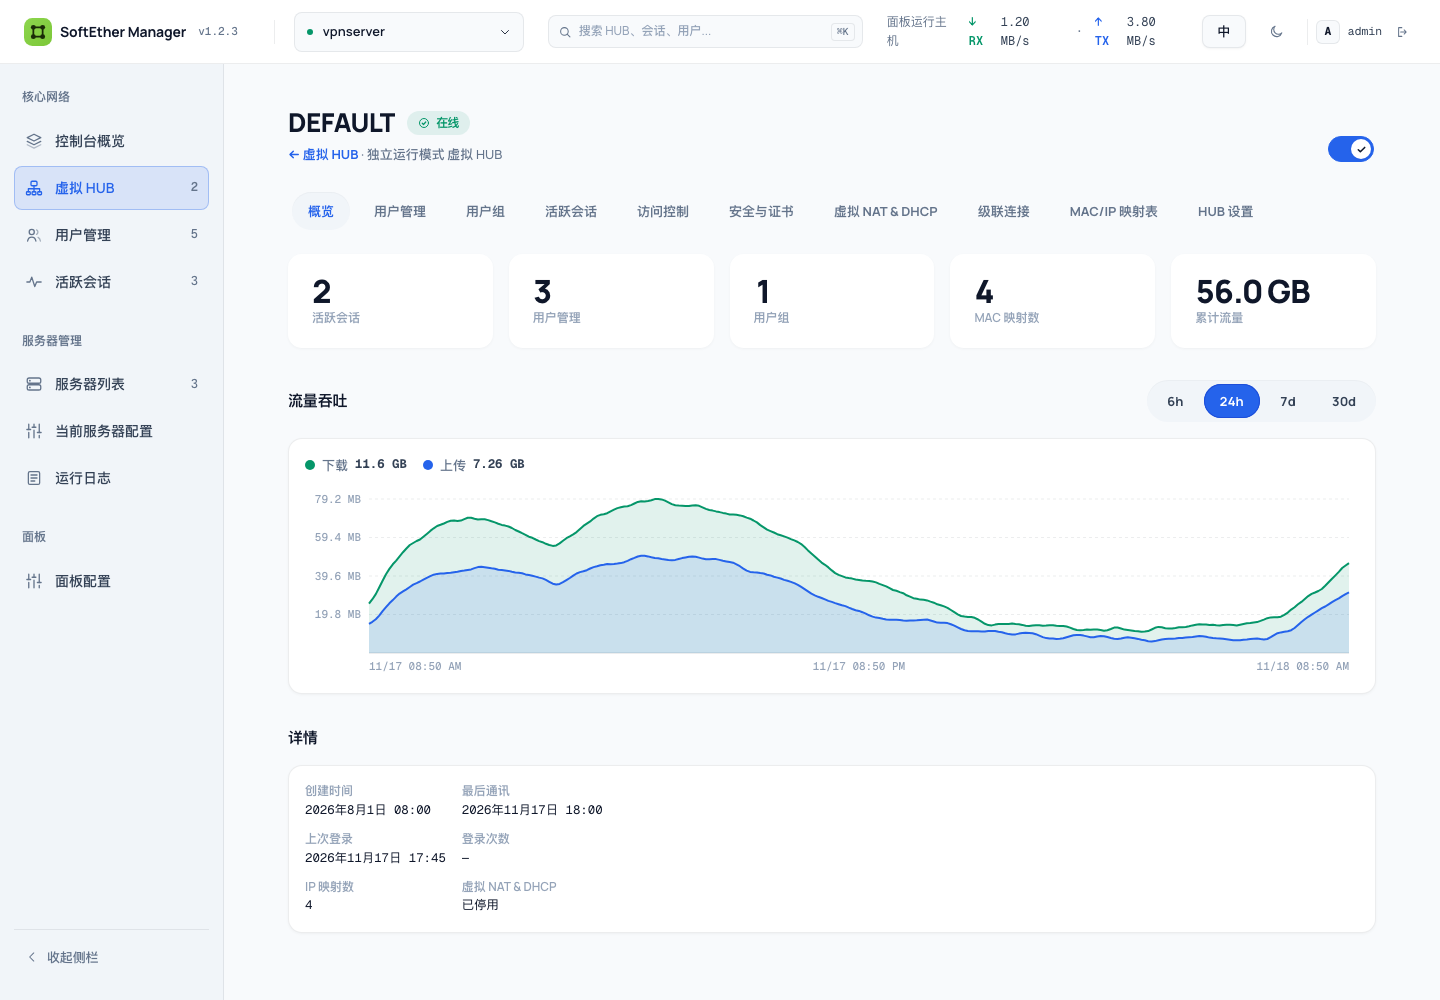 SoftEther Manager v1.2.3
vpnserver
搜索 HUB、会话、用户... ⌘K
面板运行主机
↓ RX 1.20 MB/s · ↑ TX 3.80 MB/s
中
A admin
核心网络
控制台概览
虚拟 HUB 2
用户管理 5
活跃会话 3
服务器管理
服务器列表 3
当前服务器配置
运行日志
面板
面板配置
收起侧栏
DEFAULT 在线
← 虚拟 HUB · 独立运行模式 虚拟 HUB
概览 用户管理 用户组 活跃会话 访问控制 安全与证书 虚拟 NAT & DHCP 级联连接 MAC/IP 映射表 HUB 设置
2
活跃会话
3
用户管理
1
用户组
4
MAC 映射数
56.0 GB
累计流量
流量吞吐
6h 24h 7d 30d
下载 11.6 GB 上传 7.26 GB
79.2 MB
59.4 MB
39.6 MB
19.8 MB
11/17 08:50 AM 11/17 08:50 PM 11/18 08:50 AM
详情
创建时间 最后通讯
2026年8月1日 08:00 2026年11月17日 18:00
上次登录 登录次数
2026年11月17日 17:45 —
IP 映射数 虚拟 NAT & DHCP
4 已停用